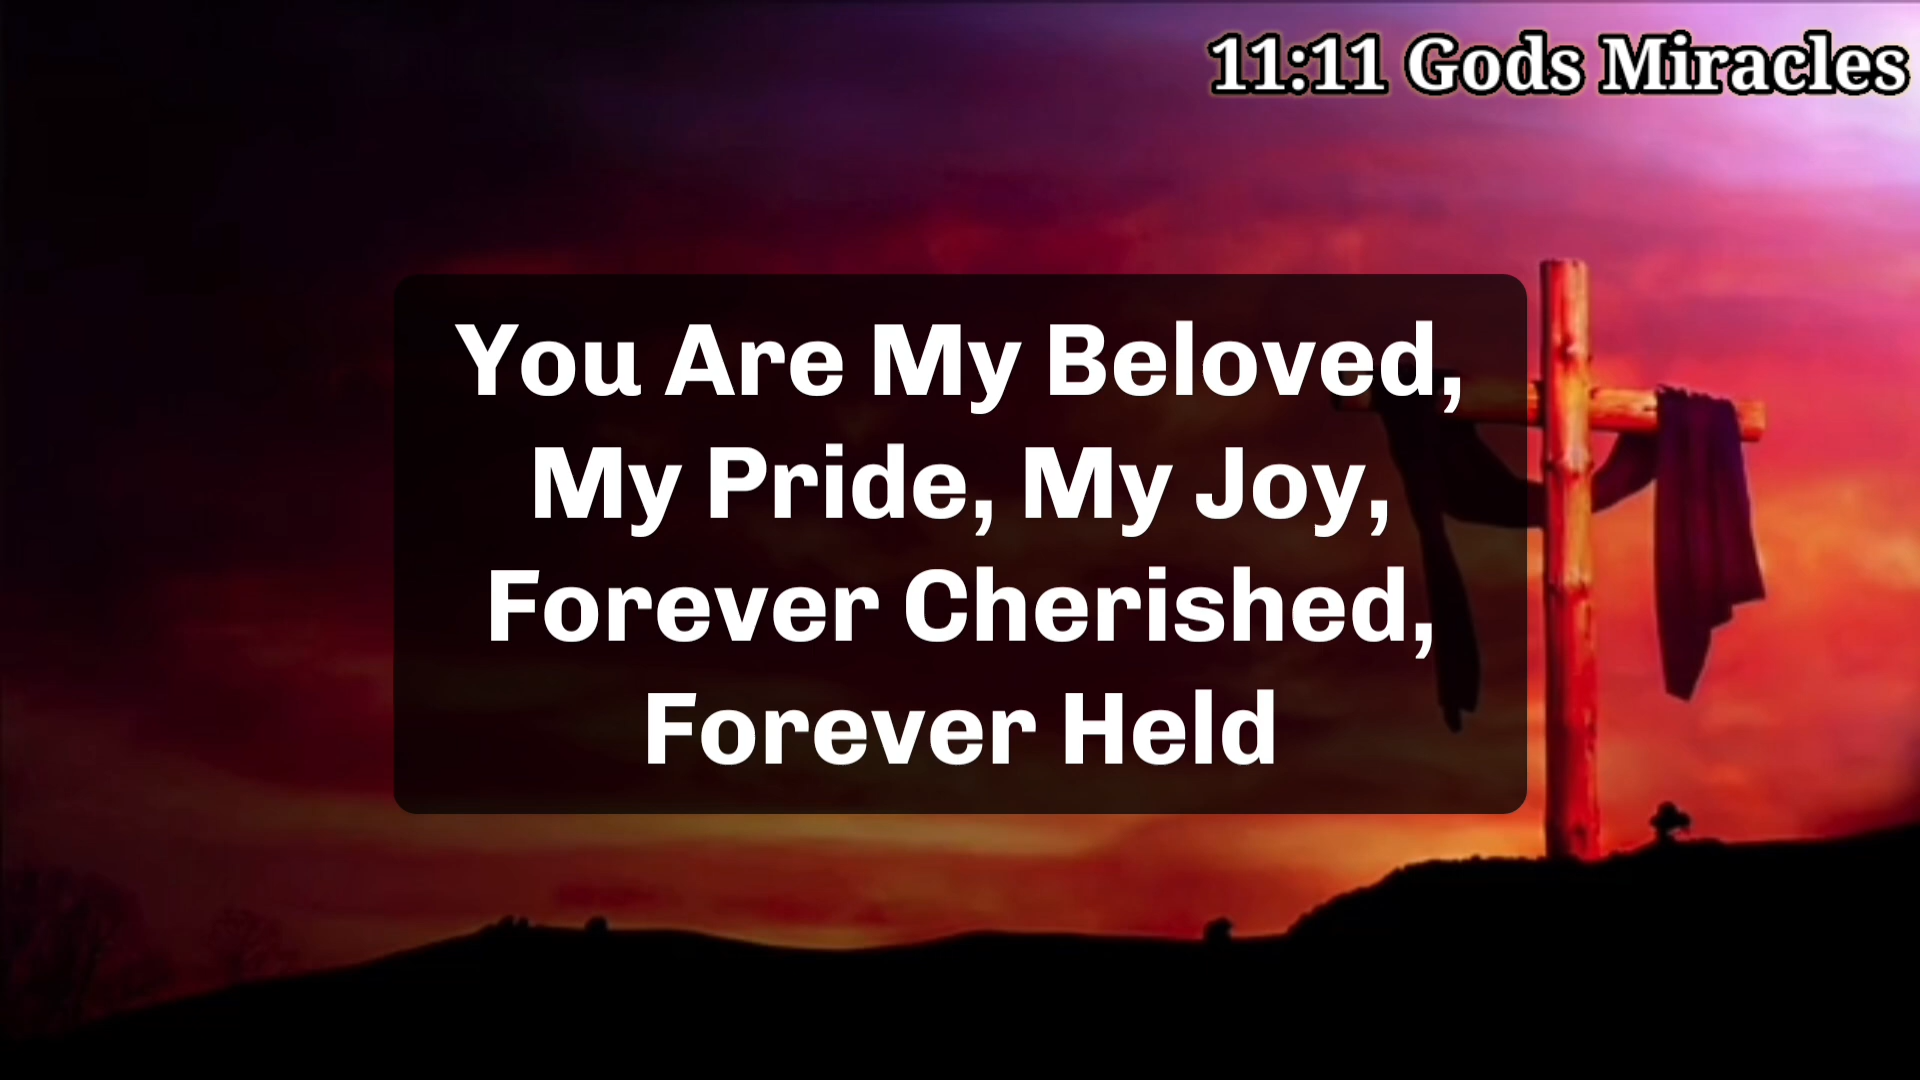 11:11 Gods Miracles
You Are My Beloved,
My Pride, My Joy,
Forever Cherished,
Forever Held